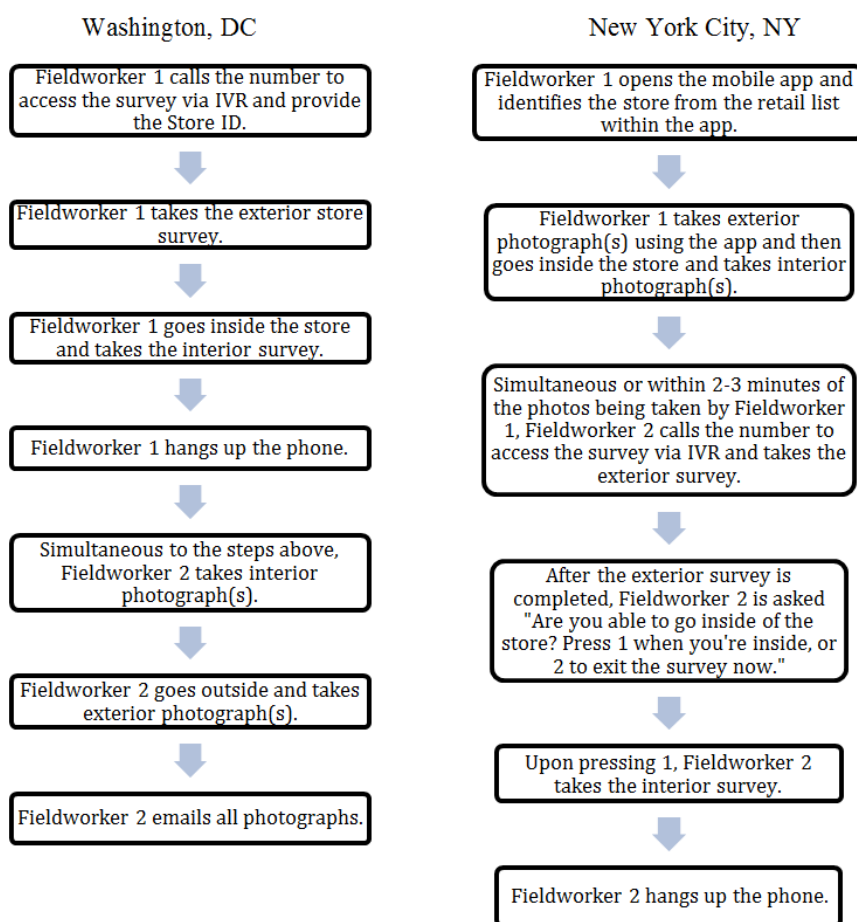 Washington, DC
Fieldworker 1 calls the number to
access the survey via IVR and provide
the Store ID.
Fieldworker 1 takes the exterior store
survey.
Fieldworker 1 goes inside the store
and takes the interior survey.
Fieldworker 1 hangs up the phone.
Simultaneous to the steps above,
Fieldworker 2 takes interior
photograph(s).
Fieldworker 2 goes outside and takes
exterior photograph(s).
Fieldworker 2 emails all photographs.
New York City, NY
Fieldworker 1 opens the mobile app and
identifies the store from the retail list
within the app.
Fieldworker 1 takes exterior
photograph(s) using the app and then
goes inside the store and takes interior
photograph(s).
Simultaneous or within 2-3 minutes of
the photos being taken by Fieldworker
1, Fieldworker 2 calls the number to
access the survey via IVR and takes the
exterior survey.
After the exterior survey is
completed, Fieldworker 2 is asked
"Are you able to go inside of the
store? Press 1 when you're inside, or
2 to exit the survey now."
Upon pressing 1, Fieldworker 2
takes the interior survey.
Fieldworker 2 hangs up the phone.